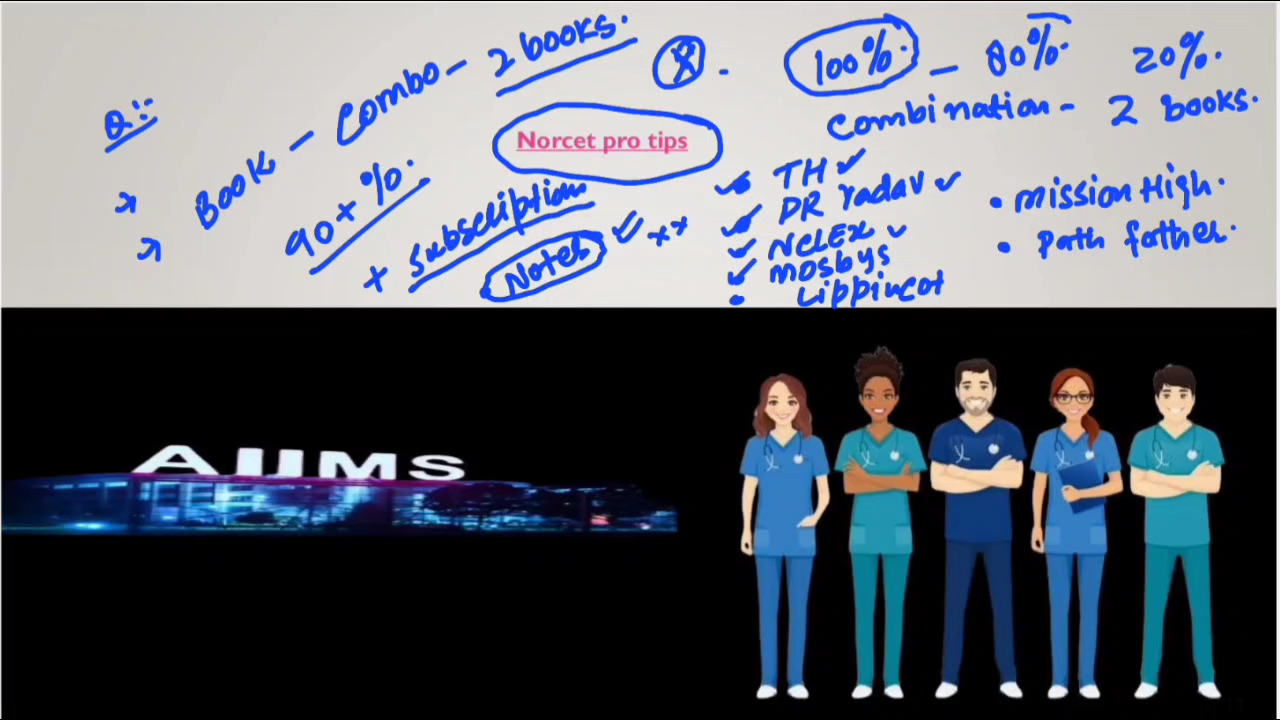 Q:-
→ Book - Combo - 2 books.
→ 90+%.
+ subscription
Notes
Norcet pro tips
100%. - 80%. 20%.
Combination - 2 books.
TH
DR Yadav
NCLEX
mosbys
Lippincot
• mission High.
• Path father.
AIIMS